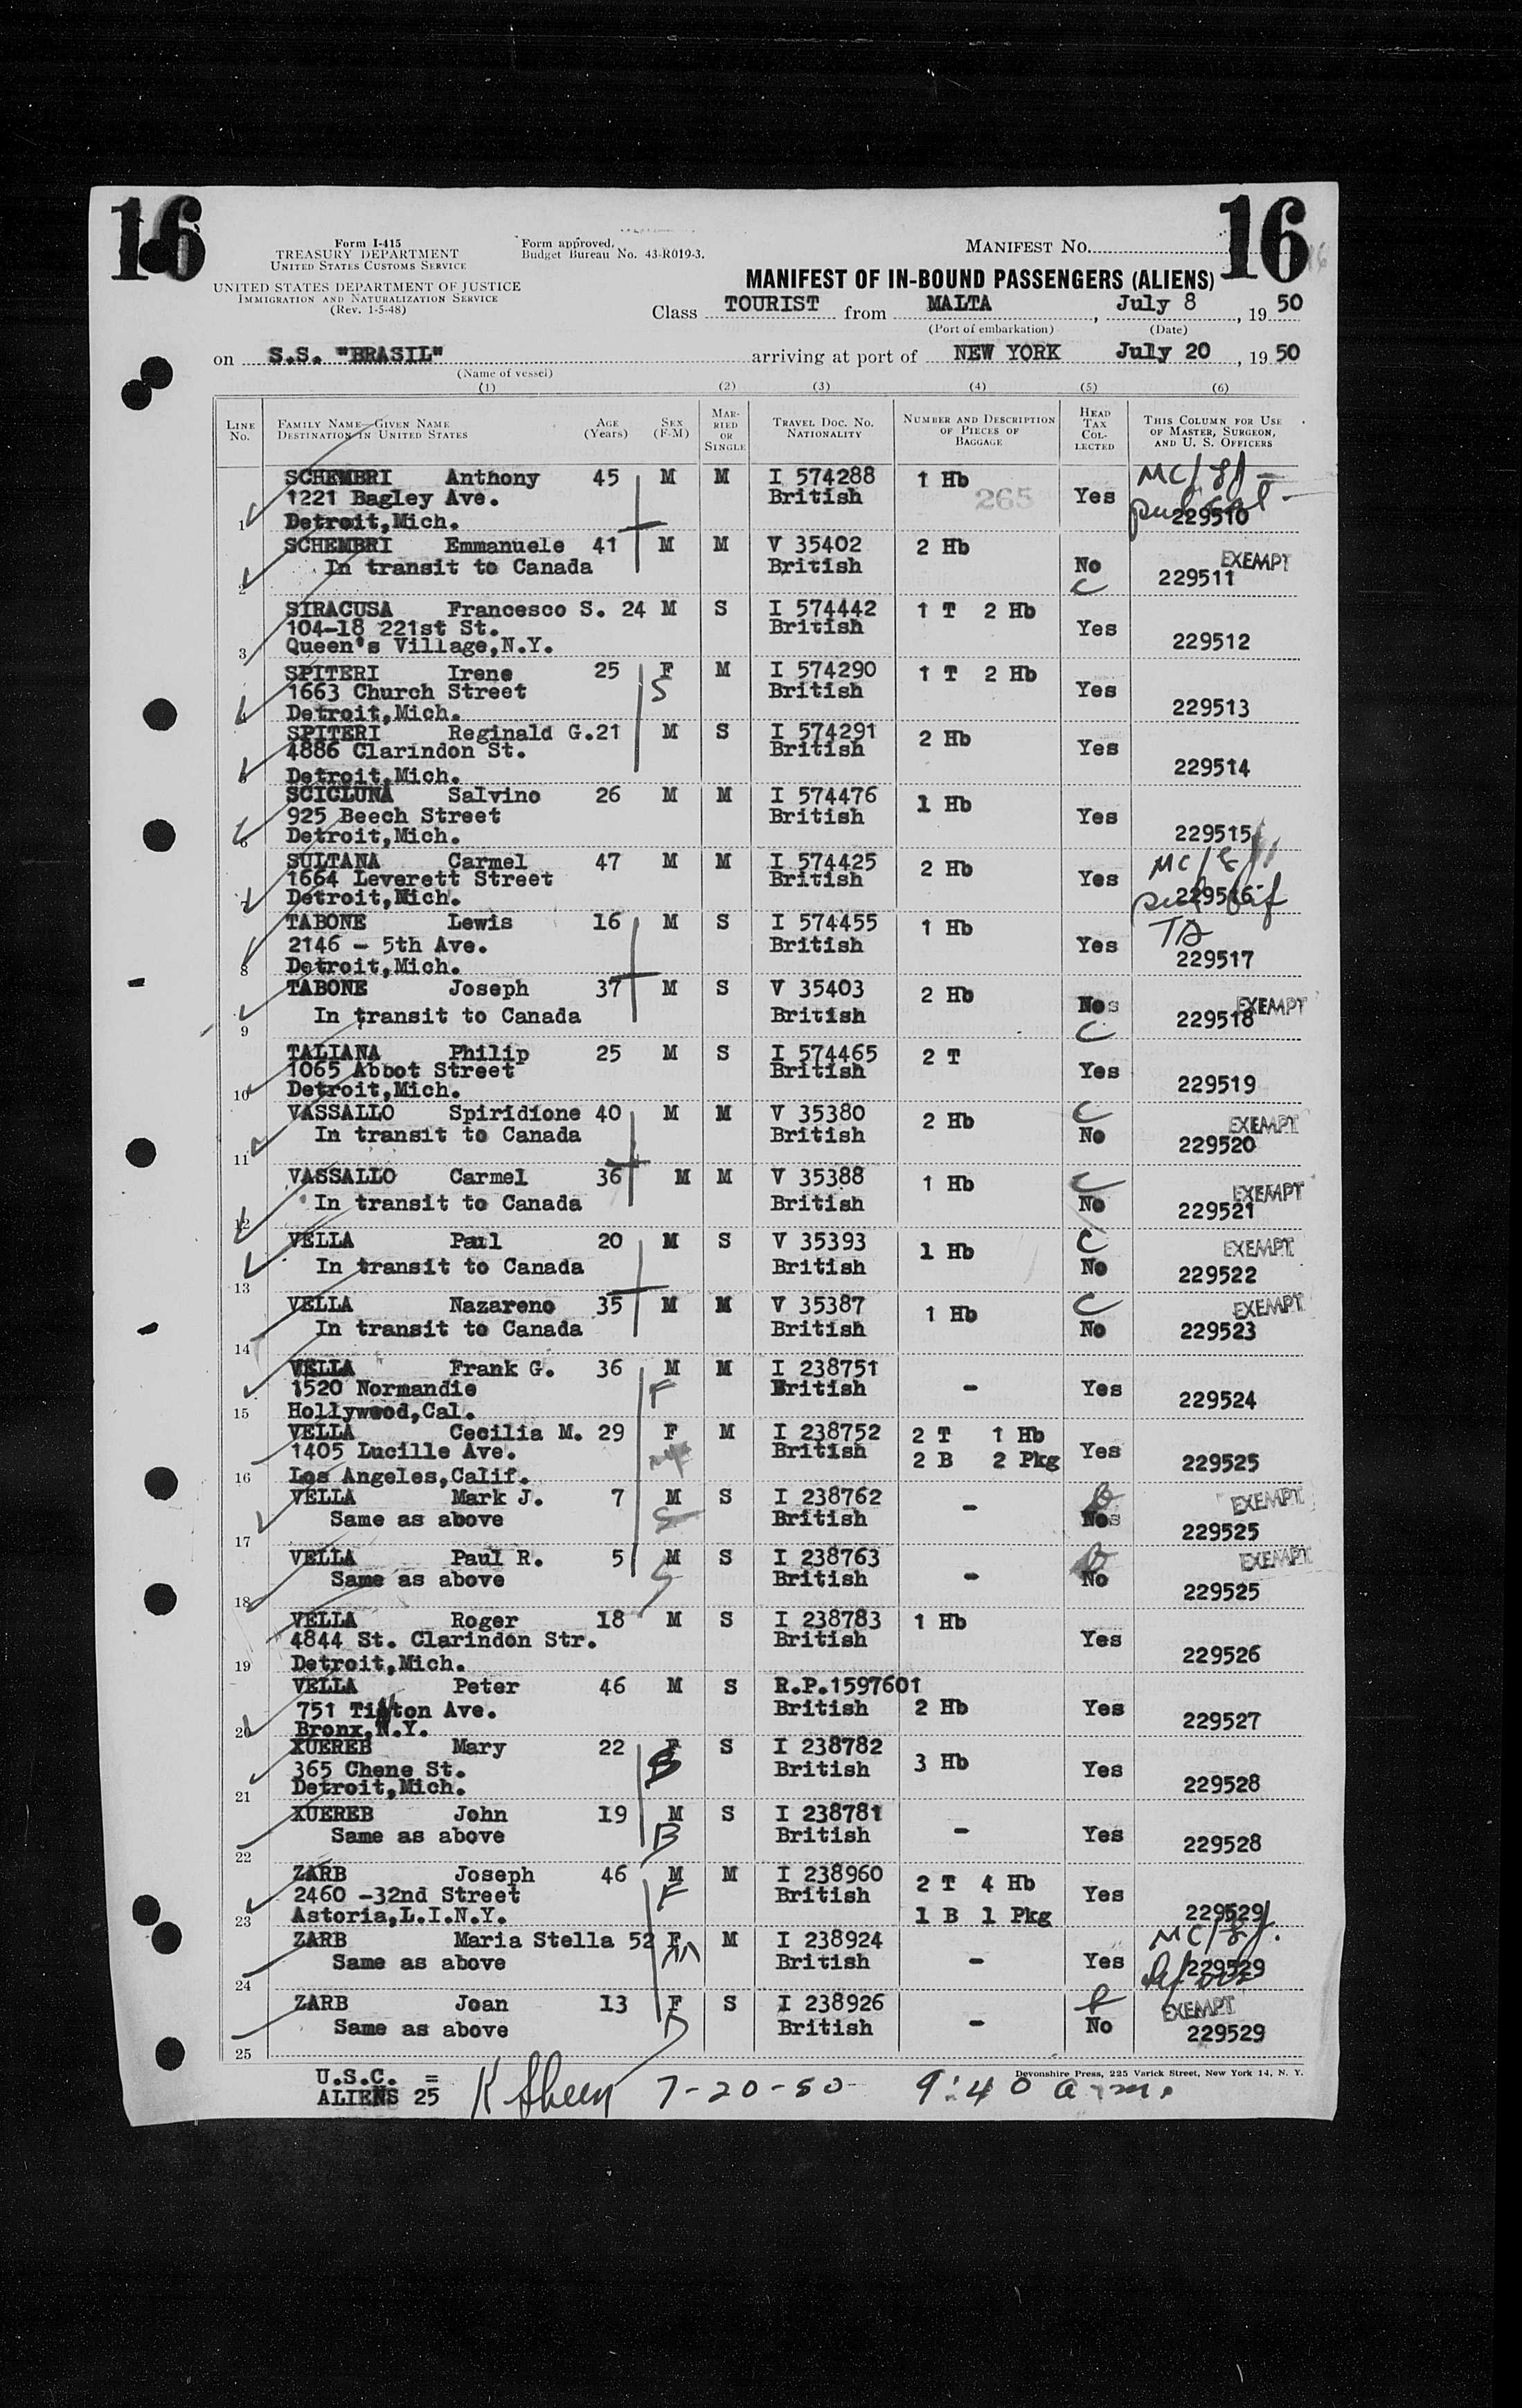 16 16
Form I-415
TREASURY DEPARTMENT
UNITED STATES CUSTOMS SERVICE
Form approved.
Budget Bureau No. 43-R019-3.
MANIFEST No.
UNITED STATES DEPARTMENT OF JUSTICE
IMMIGRATION AND NATURALIZATION SERVICE
(Rev. 1-5-48)
MANIFEST OF IN-BOUND PASSENGERS (ALIENS)
Class TOURIST from MALTA, July 8, 19 50
(Port of embarkation) (Date)
on S.S. "BRASIL" arriving at port of NEW YORK July 20, 19 50
(Name of vessel)
(1) (2) (3) (4) (5) (6)
LINE No. FAMILY NAME—GIVEN NAME DESTINATION IN UNITED STATES AGE (Years) SEX (F-M) MARRIED OR SINGLE TRAVEL DOC. NO. NATIONALITY NUMBER AND DESCRIPTION OF PIECES OF BAGGAGE HEAD TAX COLLECTED THIS COLUMN FOR USE OF MASTER, SURGEON, AND U. S. OFFICERS
SCHEMBRI Anthony 45 M M I 574288 1 Hb
1221 Bagley Ave. British 265 Yes
1 Detroit,Mich. 229510
SCHEMBRI Emmanuele 41 M M V 35402 2 Hb
In transit to Canada British No EXEMPT
2 C 229511
SIRACUSA Francesco S. 24 M S I 574442 1 T 2 Hb
104-18 221st St. British Yes
3 Queen's Village,N.Y. 229512
SPITERI Irene 25 F M I 574290 1 T 2 Hb
1663 Church Street S British Yes
4 Detroit,Mich. 229513
SPITERI Reginald G. 21 M S I 574291 2 Hb
4886 Clarindon St. British Yes
5 Detroit,Mich. 229514
SCICLUNA Salvino 26 M M I 574476 1 Hb
925 Beech Street British Yes
6 Detroit,Mich. 229515
SULTANA Carmel 47 M M I 574425 2 Hb
1664 Leverett Street British Yes
7 Detroit,Mich. 229516
TABONE Lewis 16 M S I 574455 1 Hb TA
2146 - 5th Ave. British Yes
8 Detroit,Mich. 229517
TABONE Joseph 37 M S V 35403 2 Hb No EXEMPT
9 In transit to Canada British C 229518
TALIANA Philip 25 M S I 574465 2 T
1065 Abbot Street British Yes
10 Detroit,Mich. 229519
VASSALLO Spiridione 40 M M V 35380 2 Hb C EXEMPT
11 In transit to Canada British No 229520
VASSALLO Carmel 36 M M V 35388 1 Hb C EXEMPT
12 In transit to Canada British No 229521
VELLA Paul 20 M S V 35393 1 Hb C EXEMPT
13 In transit to Canada British No 229522
VELLA Nazareno 35 M M V 35387 1 Hb C EXEMPT
14 In transit to Canada British No 229523
VELLA Frank G. 36 M M I 238751
1520 Normandie F British - Yes
15 Hollywood,Cal. 229524
VELLA Cecilia M. 29 F M I 238752 2 T 1 Hb
1405 Lucille Ave. British 2 B 2 Pkg Yes
16 Los Angeles,Calif. 229525
VELLA Mark J. 7 M S I 238762 - EXEMPT
17 Same as above S British No 229525
VELLA Paul R. 5 M S I 238763 - EXEMPT
18 Same as above S British No 229525
VELLA Roger 18 M S I 238783 1 Hb
4844 St. Clarindon Str. British Yes
19 Detroit,Mich. 229526
VELLA Peter 46 M S R.P.1597601
751 Tinton Ave. British 2 Hb Yes
20 Bronx,N.Y. 229527
XUEREB Mary 22 F S I 238782 3 Hb
365 Chene St. B British Yes
21 Detroit,Mich. 229528
XUEREB John 19 M S I 238781
22 Same as above B British - Yes 229528
ZARB Joseph 46 M M I 238960 2 T 4 Hb
2460 -32nd Street F British Yes
23 Astoria,L.I.N.Y. 1 B 1 Pkg 229529
ZARB Maria Stella 52 F M I 238924
24 Same as above British - Yes 229529
ZARB Joan 13 F S I 238926 EXEMPT
25 Same as above British - No 229529
U.S.C. =
ALIENS 25
K Sheen 7-20-50 9:40 a.m.
Devonshire Press, 225 Varick Street, New York 14, N. Y.